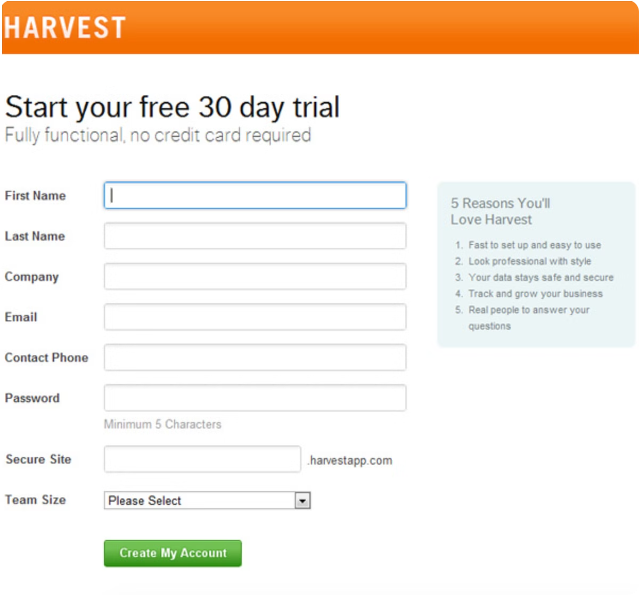 HARVEST
Start your free 30 day trial
Fully functional, no credit card required
First Name
Last Name
Company
Email
Contact Phone
Password
Minimum 5 Characters
Secure Site .harvestapp.com
Team Size Please Select
Create My Account
5 Reasons You'll
Love Harvest
1. Fast to set up and easy to use
2. Look professional with style
3. Your data stays safe and secure
4. Track and grow your business
5. Real people to answer your
questions